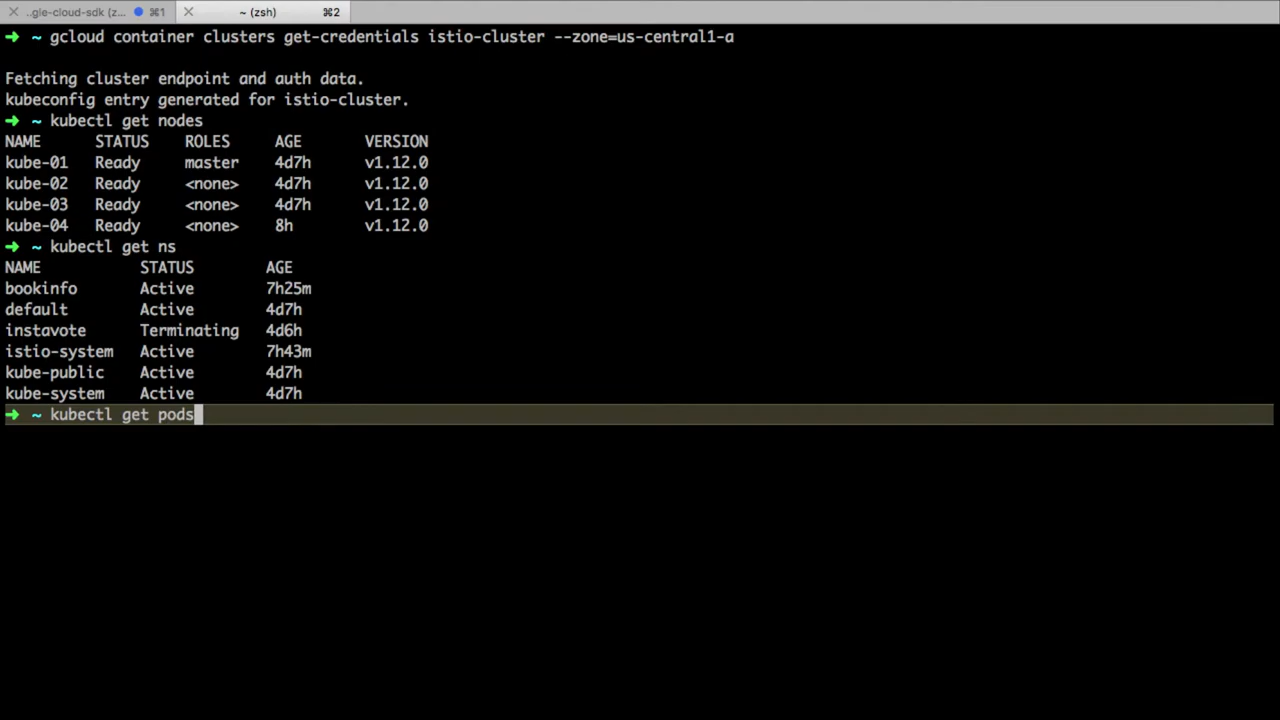 ..gle-cloud-sdk (z... ⌘1 ~ (zsh) ⌘2
➜ ~ gcloud container clusters get-credentials istio-cluster --zone=us-central1-a
Fetching cluster endpoint and auth data.
kubeconfig entry generated for istio-cluster.
➜ ~ kubectl get nodes
NAME STATUS ROLES AGE VERSION
kube-01 Ready master 4d7h v1.12.0
kube-02 Ready <none> 4d7h v1.12.0
kube-03 Ready <none> 4d7h v1.12.0
kube-04 Ready <none> 8h v1.12.0
➜ ~ kubectl get ns
NAME STATUS AGE
bookinfo Active 7h25m
default Active 4d7h
instavote Terminating 4d6h
istio-system Active 7h43m
kube-public Active 4d7h
kube-system Active 4d7h
➜ ~ kubectl get pods